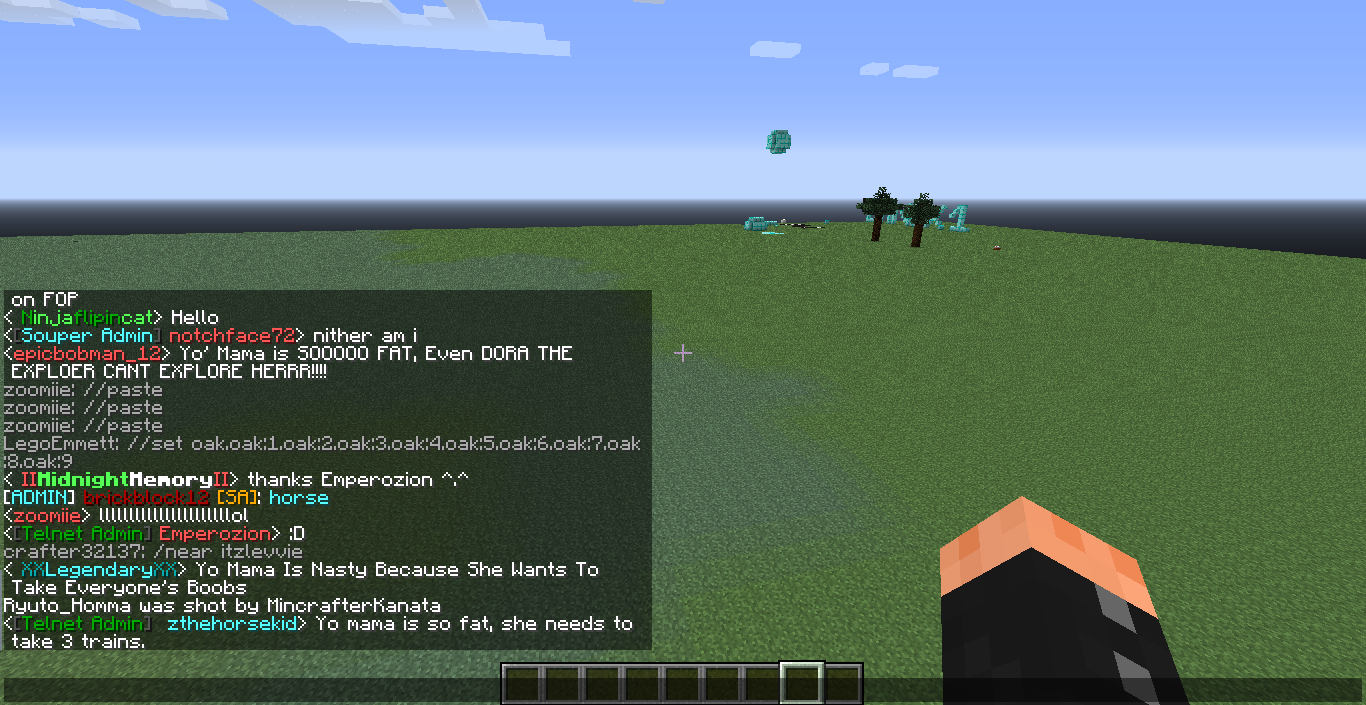 on FOP
< Ninjaflipincat> Hello
<[Souper Admin] notchface72> nither am i
<epicbobman_12> Yo' Mama is SOOOOO FAT, Even DORA THE
EXPLOER CANT EXPLORE HERRR!!!!
zoomiie: //paste
zoomiie: //paste
zoomiie: //paste
LegoEmmett: //set oak,oak:1,oak:2,oak:3,oak:4,oak:5,oak:6,oak:7,oak
:8,oak:9
< IIMidnightMemoryII> thanks Emperozion ^.^
[ADMIN] brickblock12 [SA]: horse
<zoomiie> lllllllllllllllllllllol
<[Telnet Admin] Emperozion> :D
crafter32137: /near itzlevvie
< XXLegendaryXX> Yo Mama Is Nasty Because She Wants To
Take Everyone's Boobs
Ryuto_Homma was shot by MincrafterKanata
<[Telnet Admin] zthehorsekid> Yo mama is so fat, she needs to
take 3 trains.